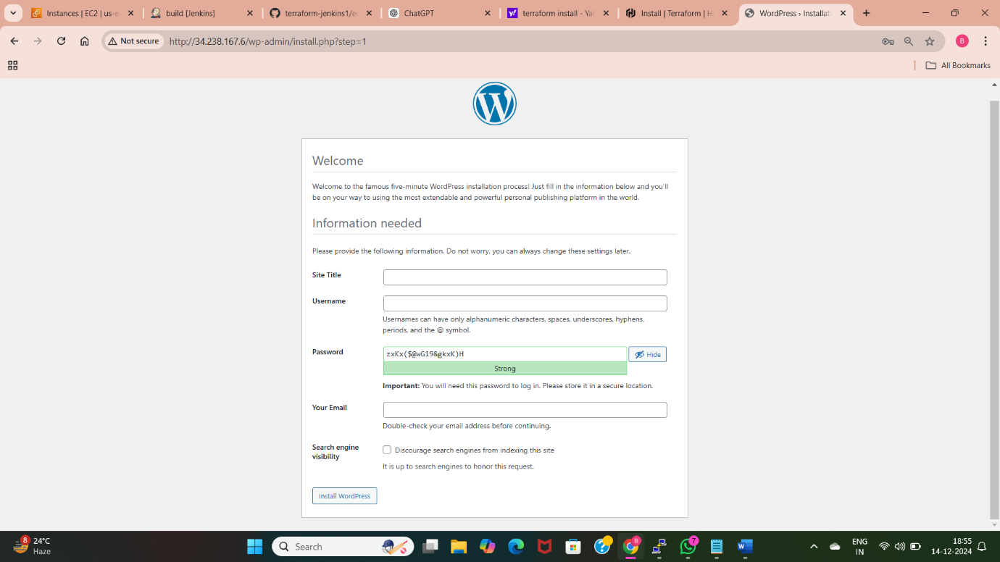 Instances | EC2 | us-e
build [Jenkins]
terraform-jenkins1/ec
ChatGPT
terraform install - Yah
Install | Terraform | Ha
WordPress › Installat
Not secure
http://34.238.167.6/wp-admin/install.php?step=1
B
All Bookmarks
Welcome
Welcome to the famous five-minute WordPress installation process! Just fill in the information below and you'll
be on your way to using the most extendable and powerful personal publishing platform in the world.
Information needed
Please provide the following information. Do not worry, you can always change these settings later.
Site Title
Username
Usernames can have only alphanumeric characters, spaces, underscores, hyphens,
periods, and the @ symbol.
Password
zxKx($@wG19&gkxK)H
Hide
Strong
Important: You will need this password to log in. Please store it in a secure location.
Your Email
Double-check your email address before continuing.
Search engine
visibility
Discourage search engines from indexing this site
It is up to search engines to honor this request.
Install WordPress
8
24°C
Haze
Search
B
7
ENG
IN
18:55
14-12-2024